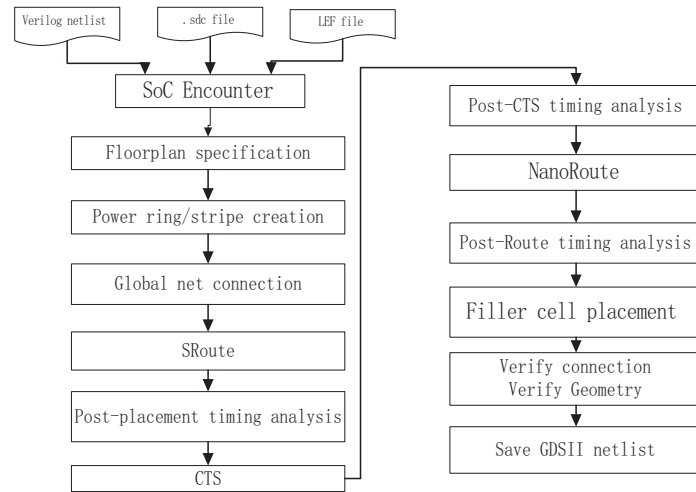 Verilog netlist
.sdc file
LEF file
SoC Encounter
Floorplan specification
Power ring/stripe creation
Global net connection
SRoute
Post-placement timing analysis
CTS
Post-CTS timing analysis
NanoRoute
Post-Route timing analysis
Filler cell placement
Verify connection
Verify Geometry
Save GDSII netlist